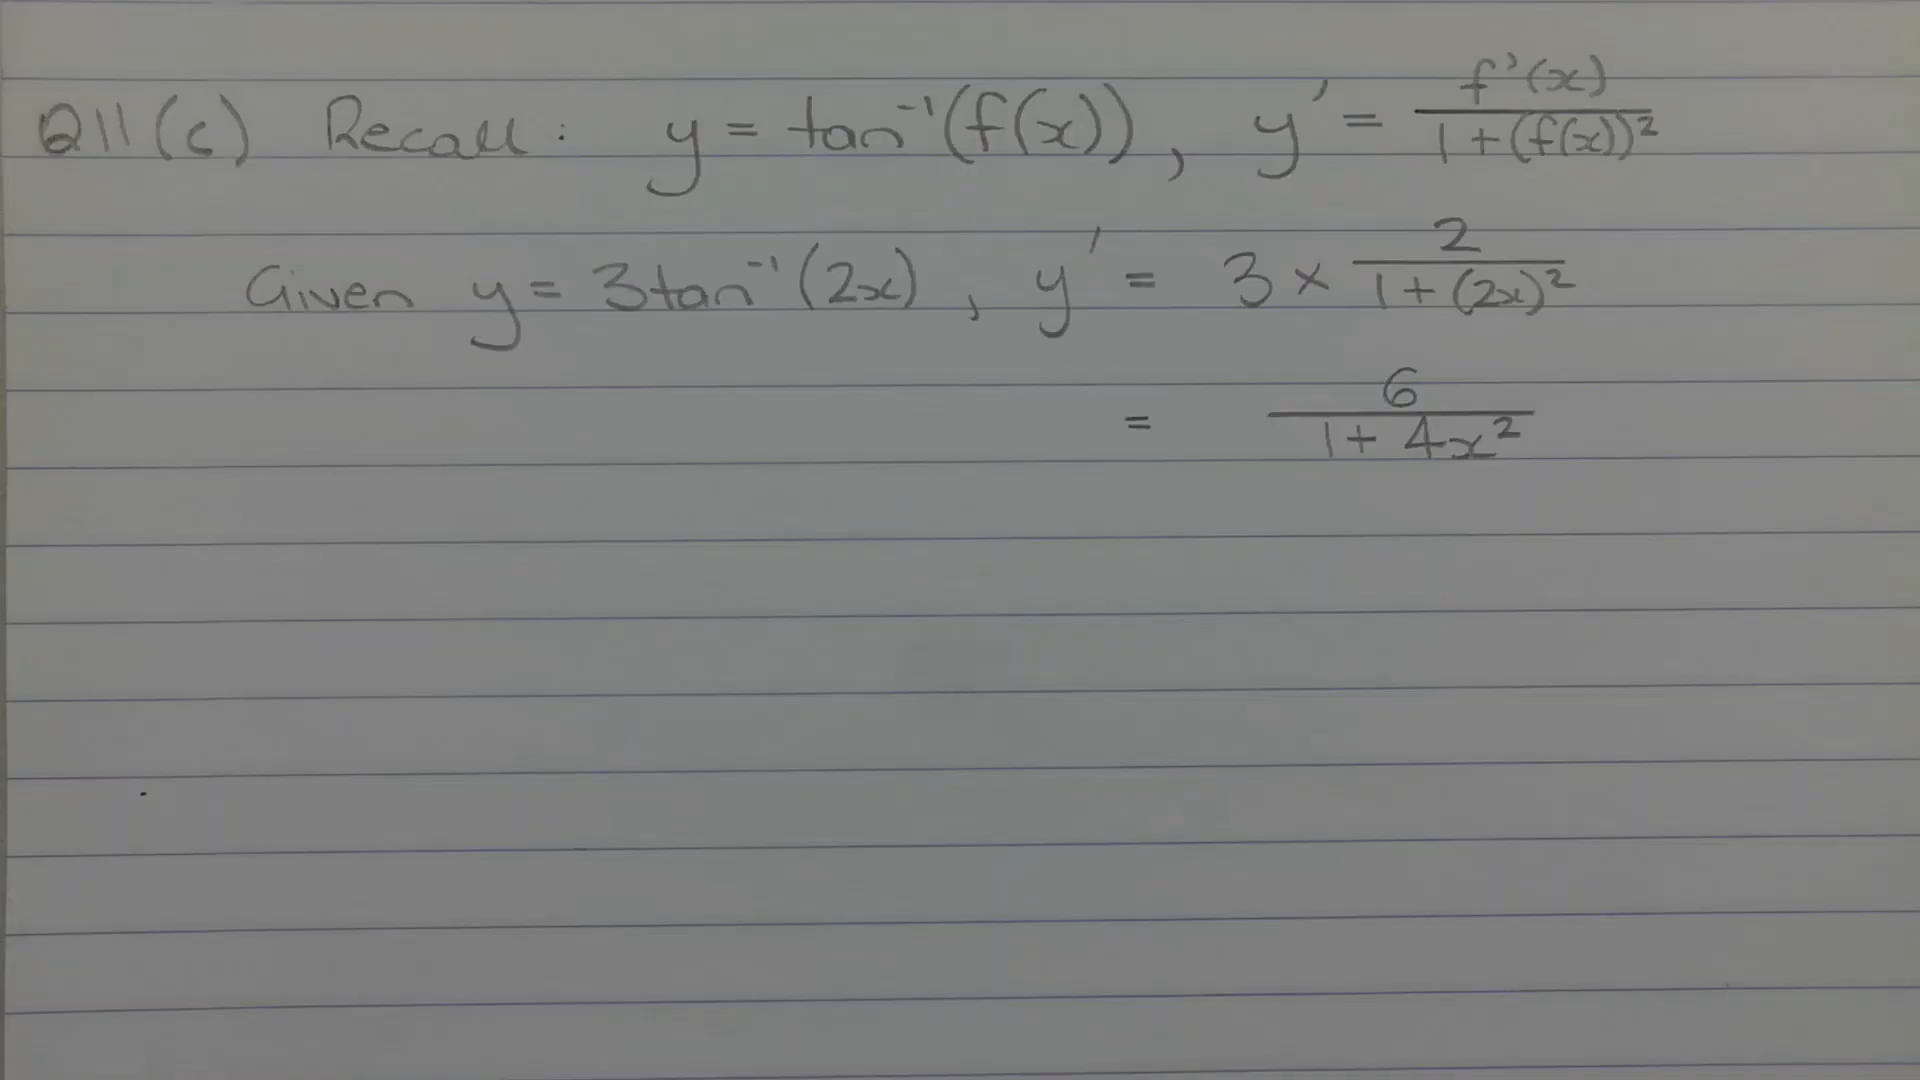 Q11 (c) Recall : y = tan⁻¹(f(x)) , y' = f'(x) / 1 + (f(x))²
Given y = 3tan⁻¹(2x) , y' = 3 × 2 / 1 + (2x)²
= 6 / 1 + 4x²